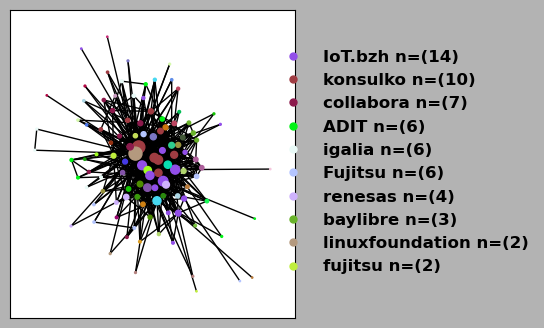 IoT.bzh n=(14)
konsulko n=(10)
collabora n=(7)
ADIT n=(6)
igalia n=(6)
Fujitsu n=(6)
renesas n=(4)
baylibre n=(3)
linuxfoundation n=(2)
fujitsu n=(2)